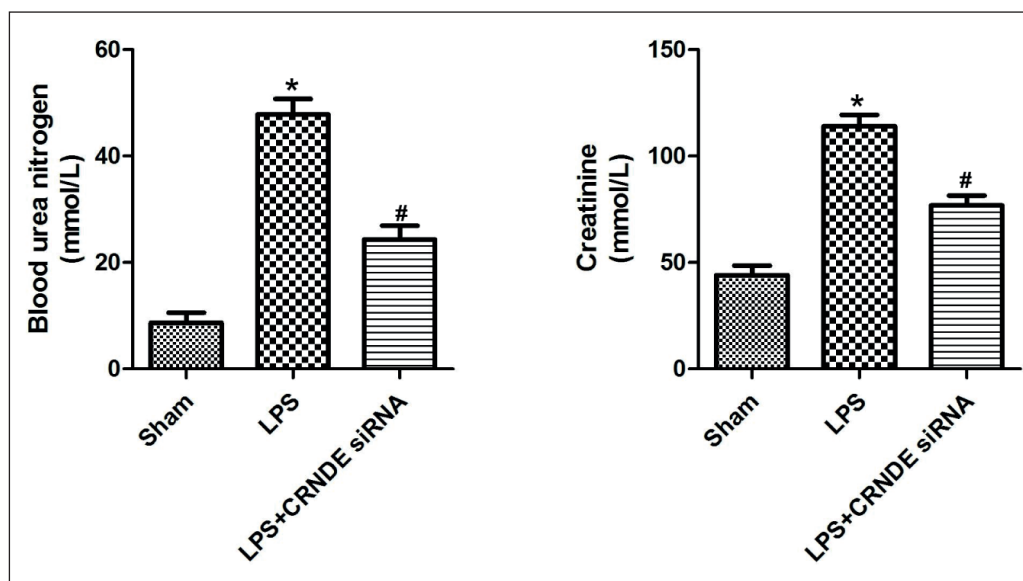 Blood urea nitrogen
(mmol/L)
60
40
20
0
*
#
Sham
LPS
LPS+CRNDE siRNA
Creatinine
(mmol/L)
150
100
50
0
*
#
Sham
LPS
LPS+CRNDE siRNA